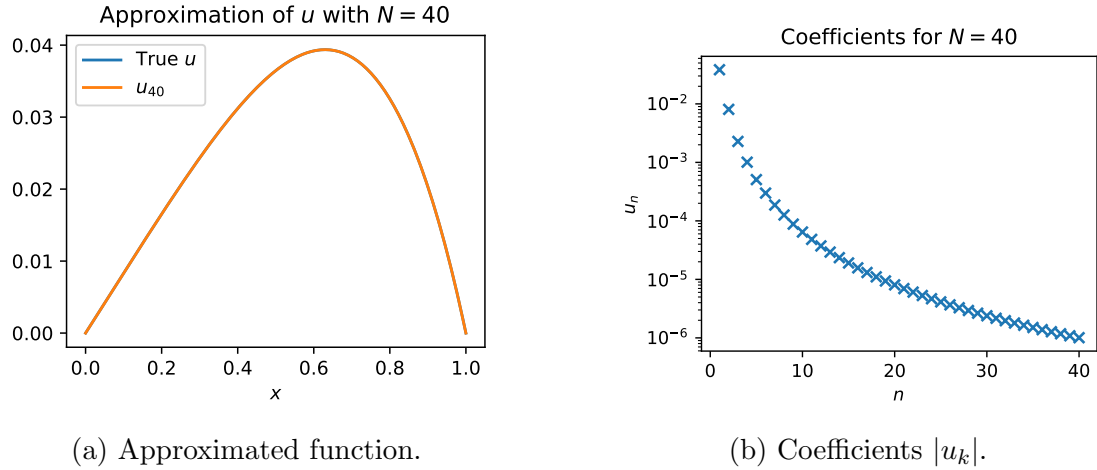 Approximation of u with N = 40
True u
u₄₀
0.04
0.03
0.02
0.01
0.00
0.0 0.2 0.4 0.6 0.8 1.0
x
(a) Approximated function.
Coefficients for N = 40
uₙ
10⁻²
10⁻³
10⁻⁴
10⁻⁵
10⁻⁶
0 10 20 30 40
n
(b) Coefficients |uₖ|.